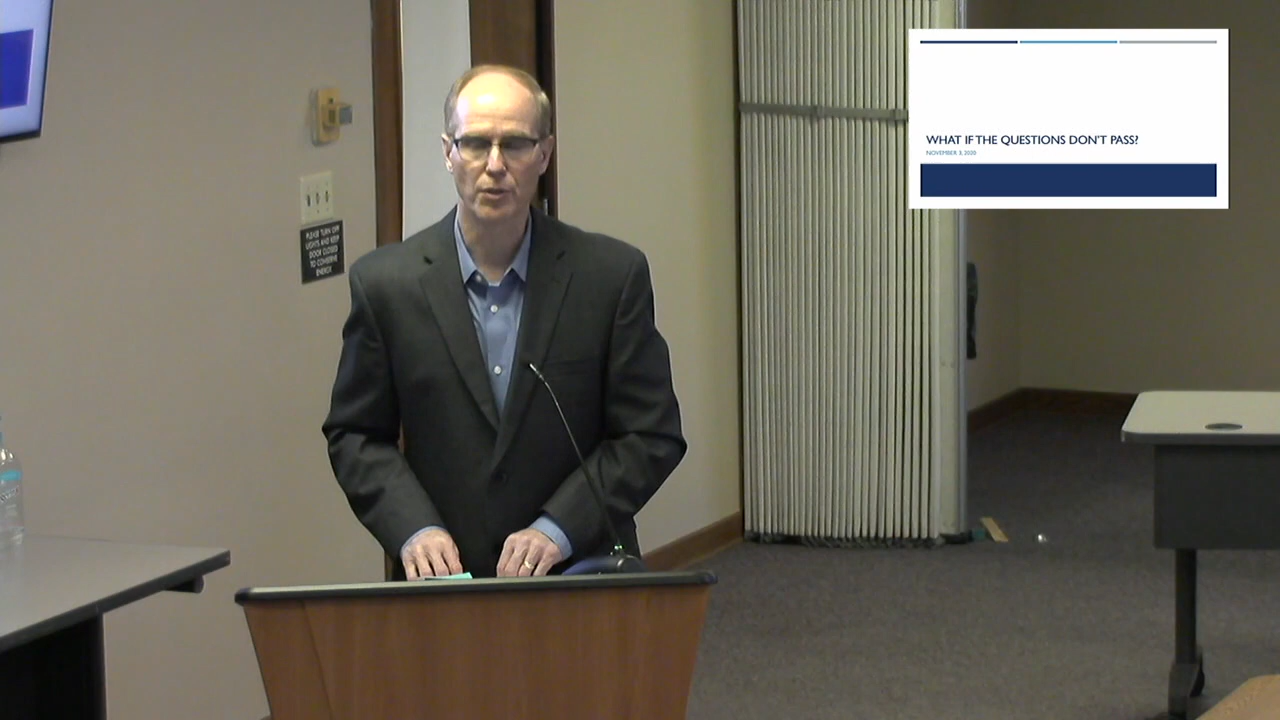 WHAT IF THE QUESTIONS DON'T PASS?
NOVEMBER 3, 2020
PLEASE TURN OFF
LIGHTS AND KEEP
DOOR CLOSED
TO CONSERVE
ENERGY